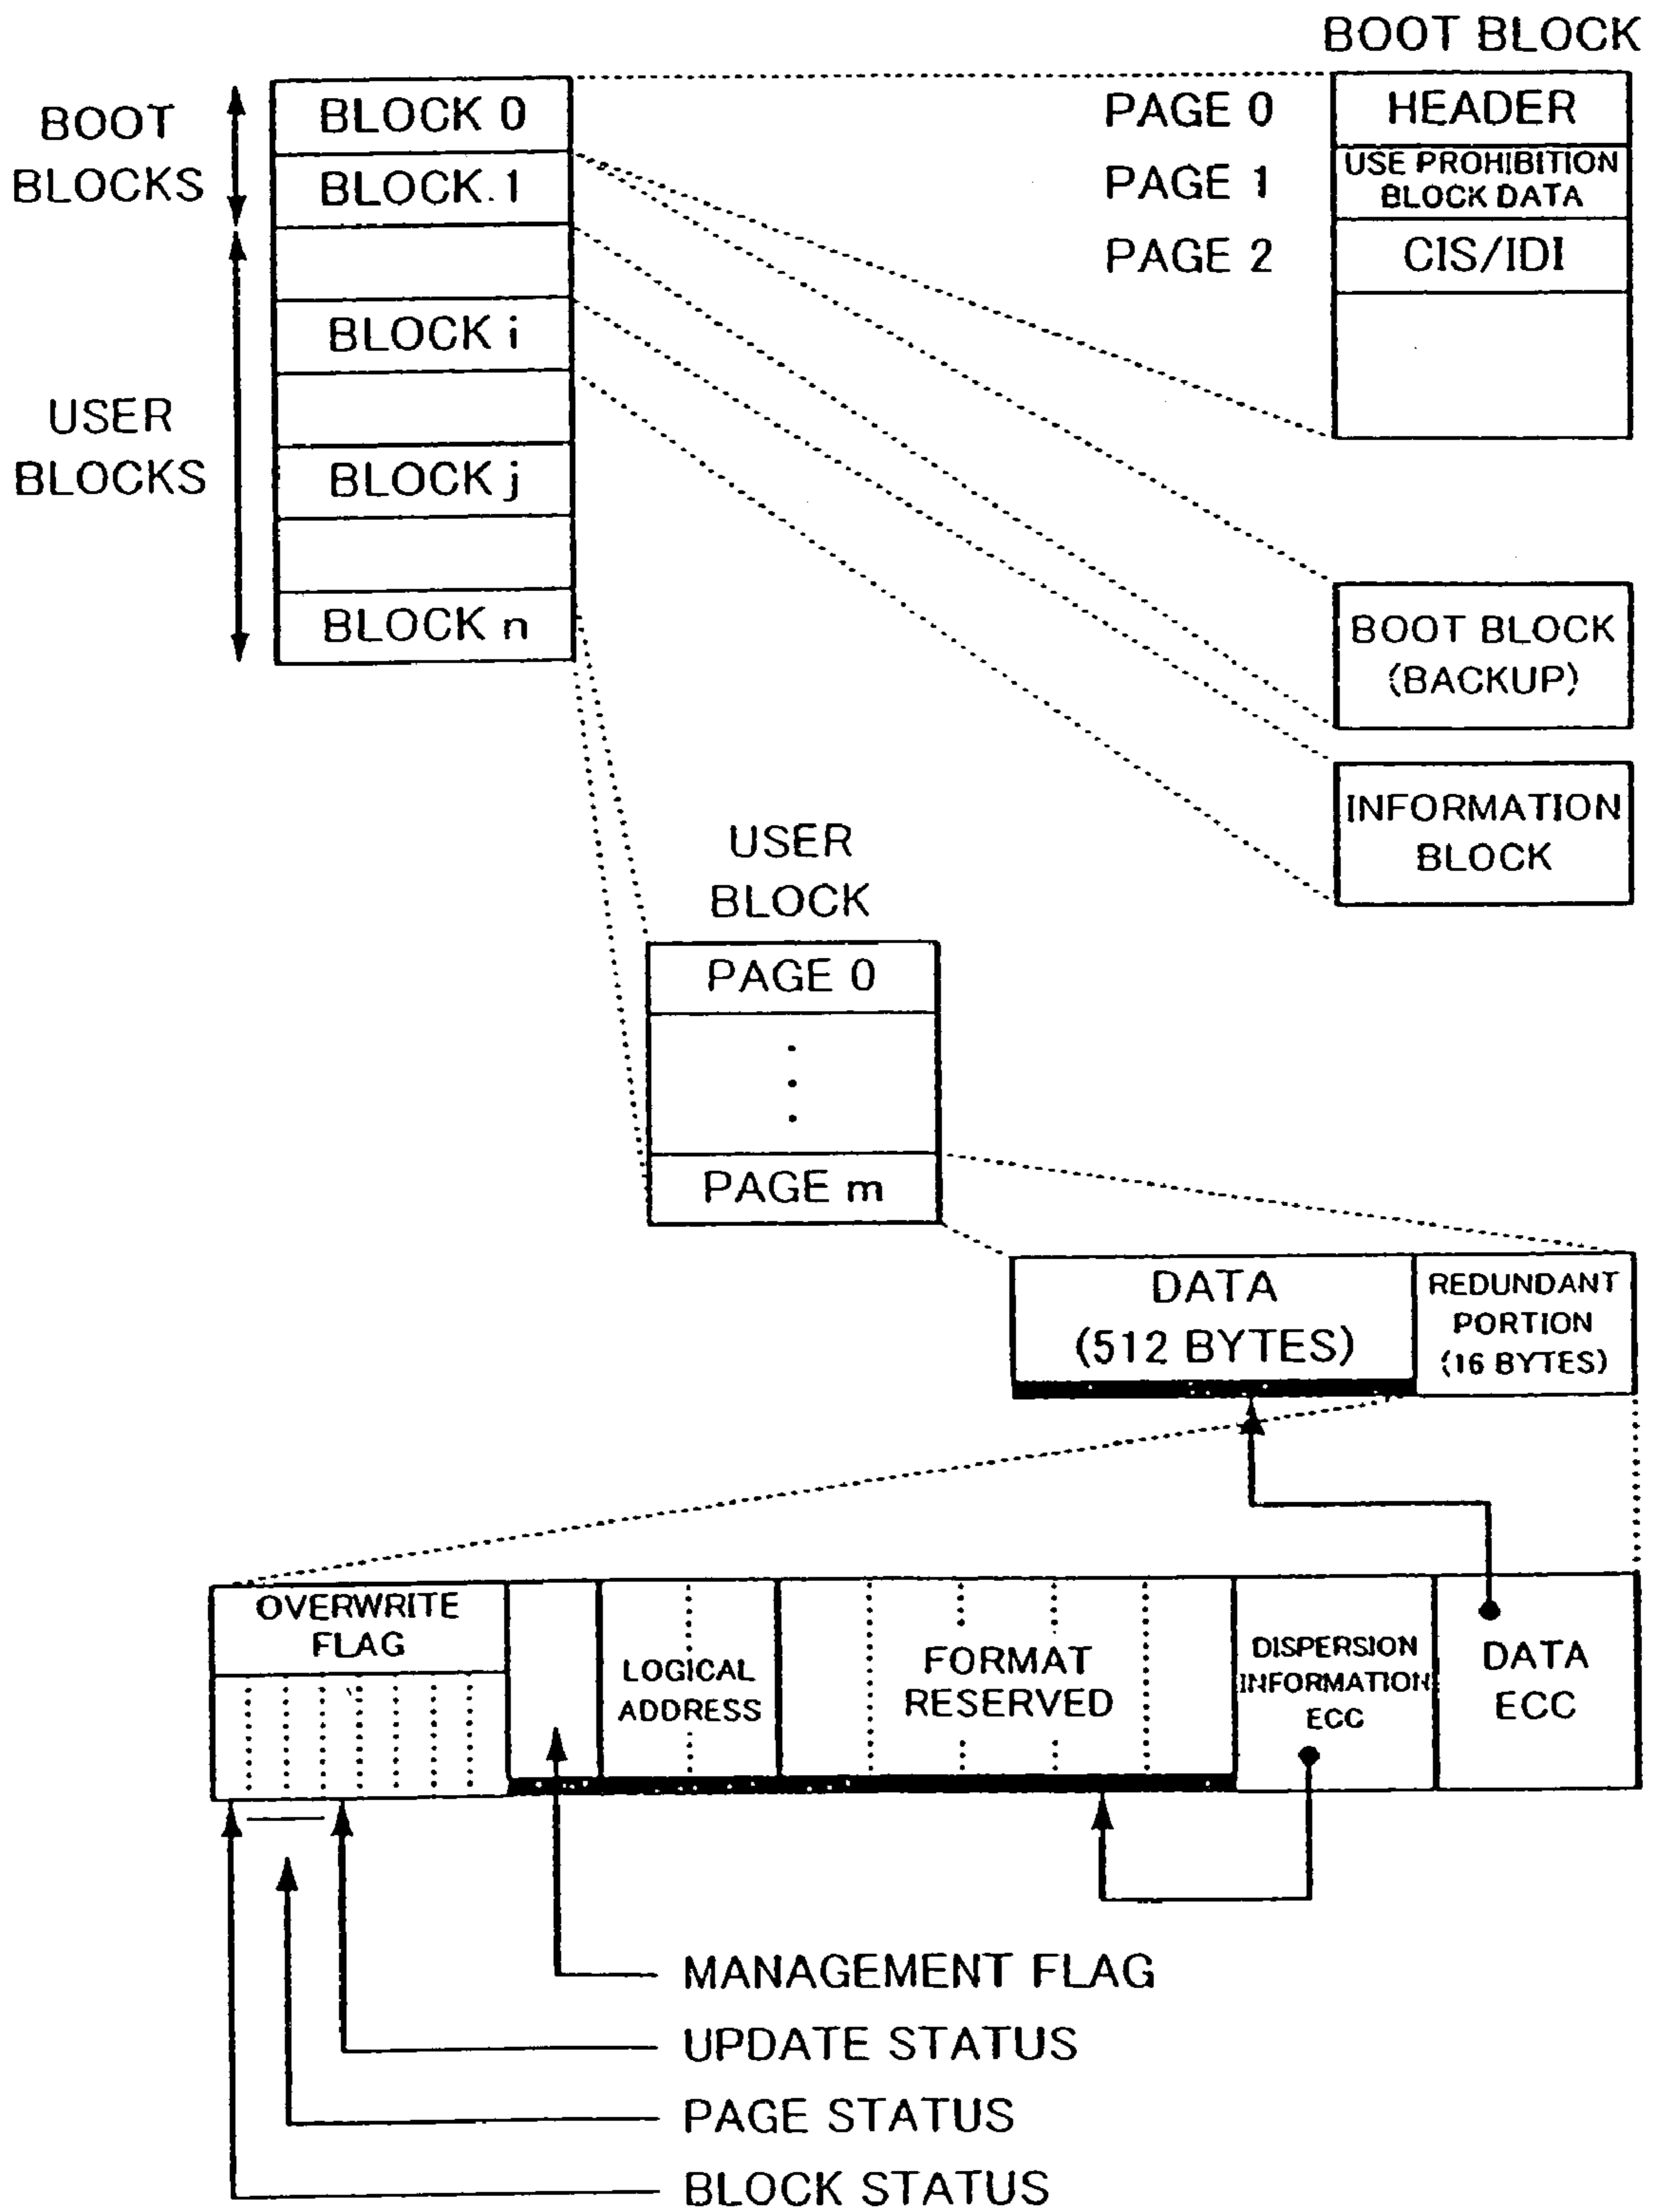 BOOT BLOCK
BOOT
BLOCKS
BLOCK 0
BLOCK 1
BLOCK i
BLOCK j
BLOCK n
USER
BLOCKS
PAGE 0
HEADER
PAGE 1
USE PROHIBITION
BLOCK DATA
PAGE 2
CIS/IDI
BOOT BLOCK
(BACKUP)
INFORMATION
BLOCK
USER
BLOCK
PAGE 0
PAGE m
DATA
(512 BYTES)
REDUNDANT
PORTION
(16 BYTES)
OVERWRITE
FLAG
LOGICAL
ADDRESS
FORMAT
RESERVED
DISPERSION
INFORMATION
ECC
DATA
ECC
MANAGEMENT FLAG
UPDATE STATUS
PAGE STATUS
BLOCK STATUS